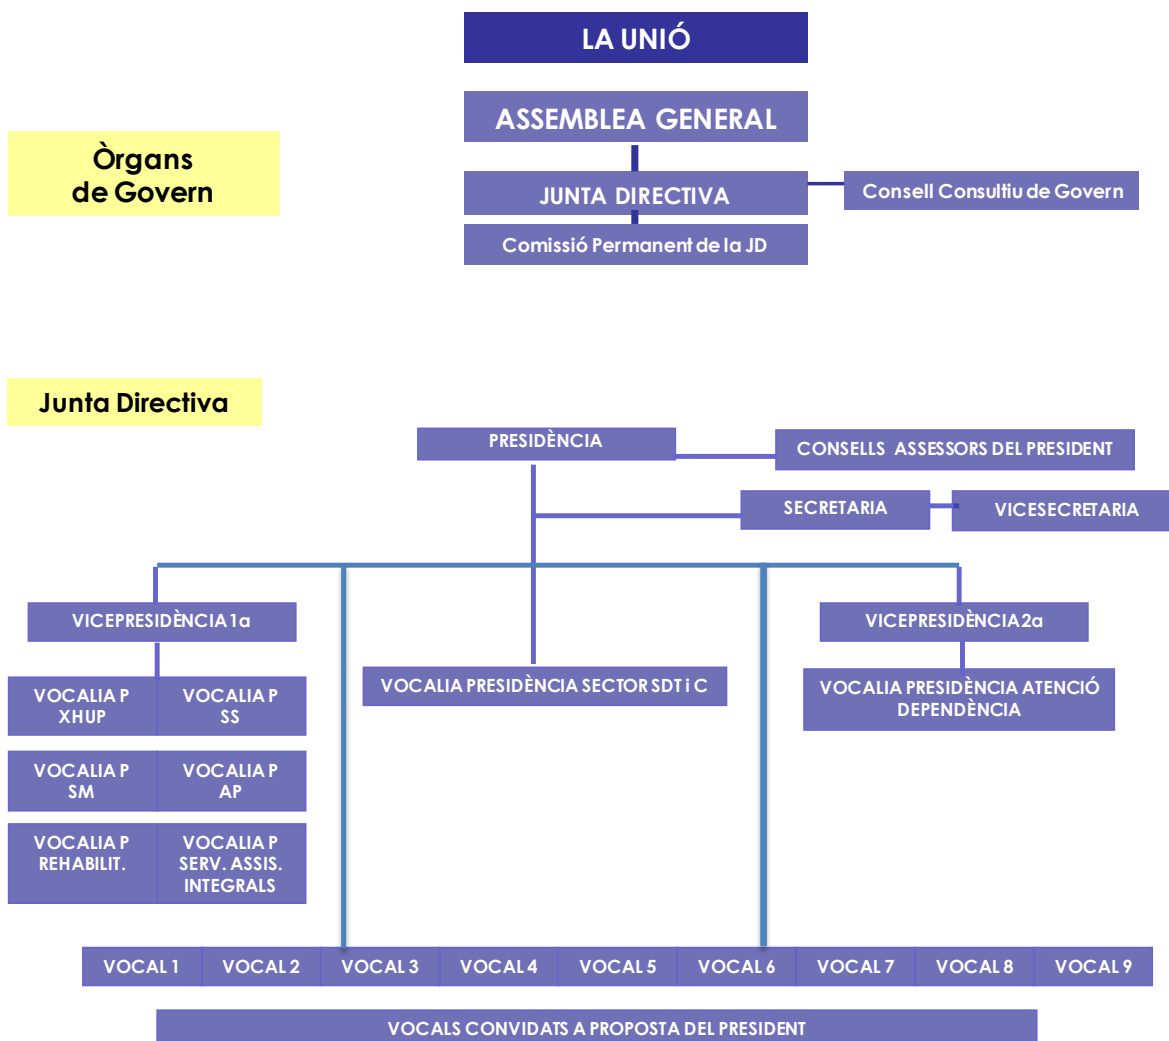 LA UNIÓ
ASSEMBLEA GENERAL
Òrgans
de Govern
JUNTA DIRECTIVA
Consell Consultiu de Govern
Comissió Permanent de la JD
Junta Directiva
PRESIDÈNCIA
CONSELLS ASSESSORS DEL PRESIDENT
SECRETARIA
VICESECRETARIA
VICEPRESIDÈNCIA 1a
VICEPRESIDÈNCIA 2a
VOCALIA P
XHUP
VOCALIA P
SS
VOCALIA PRESIDÈNCIA SECTOR SDT i C
VOCALIA PRESIDÈNCIA ATENCIÓ
DEPENDÈNCIA
VOCALIA P
SM
VOCALIA P
AP
VOCALIA P
REHABILIT.
VOCALIA P
SERV. ASSIS.
INTEGRALS
VOCAL 1
VOCAL 2
VOCAL 3
VOCAL 4
VOCAL 5
VOCAL 6
VOCAL 7
VOCAL 8
VOCAL 9
VOCALS CONVIDATS A PROPOSTA DEL PRESIDENT